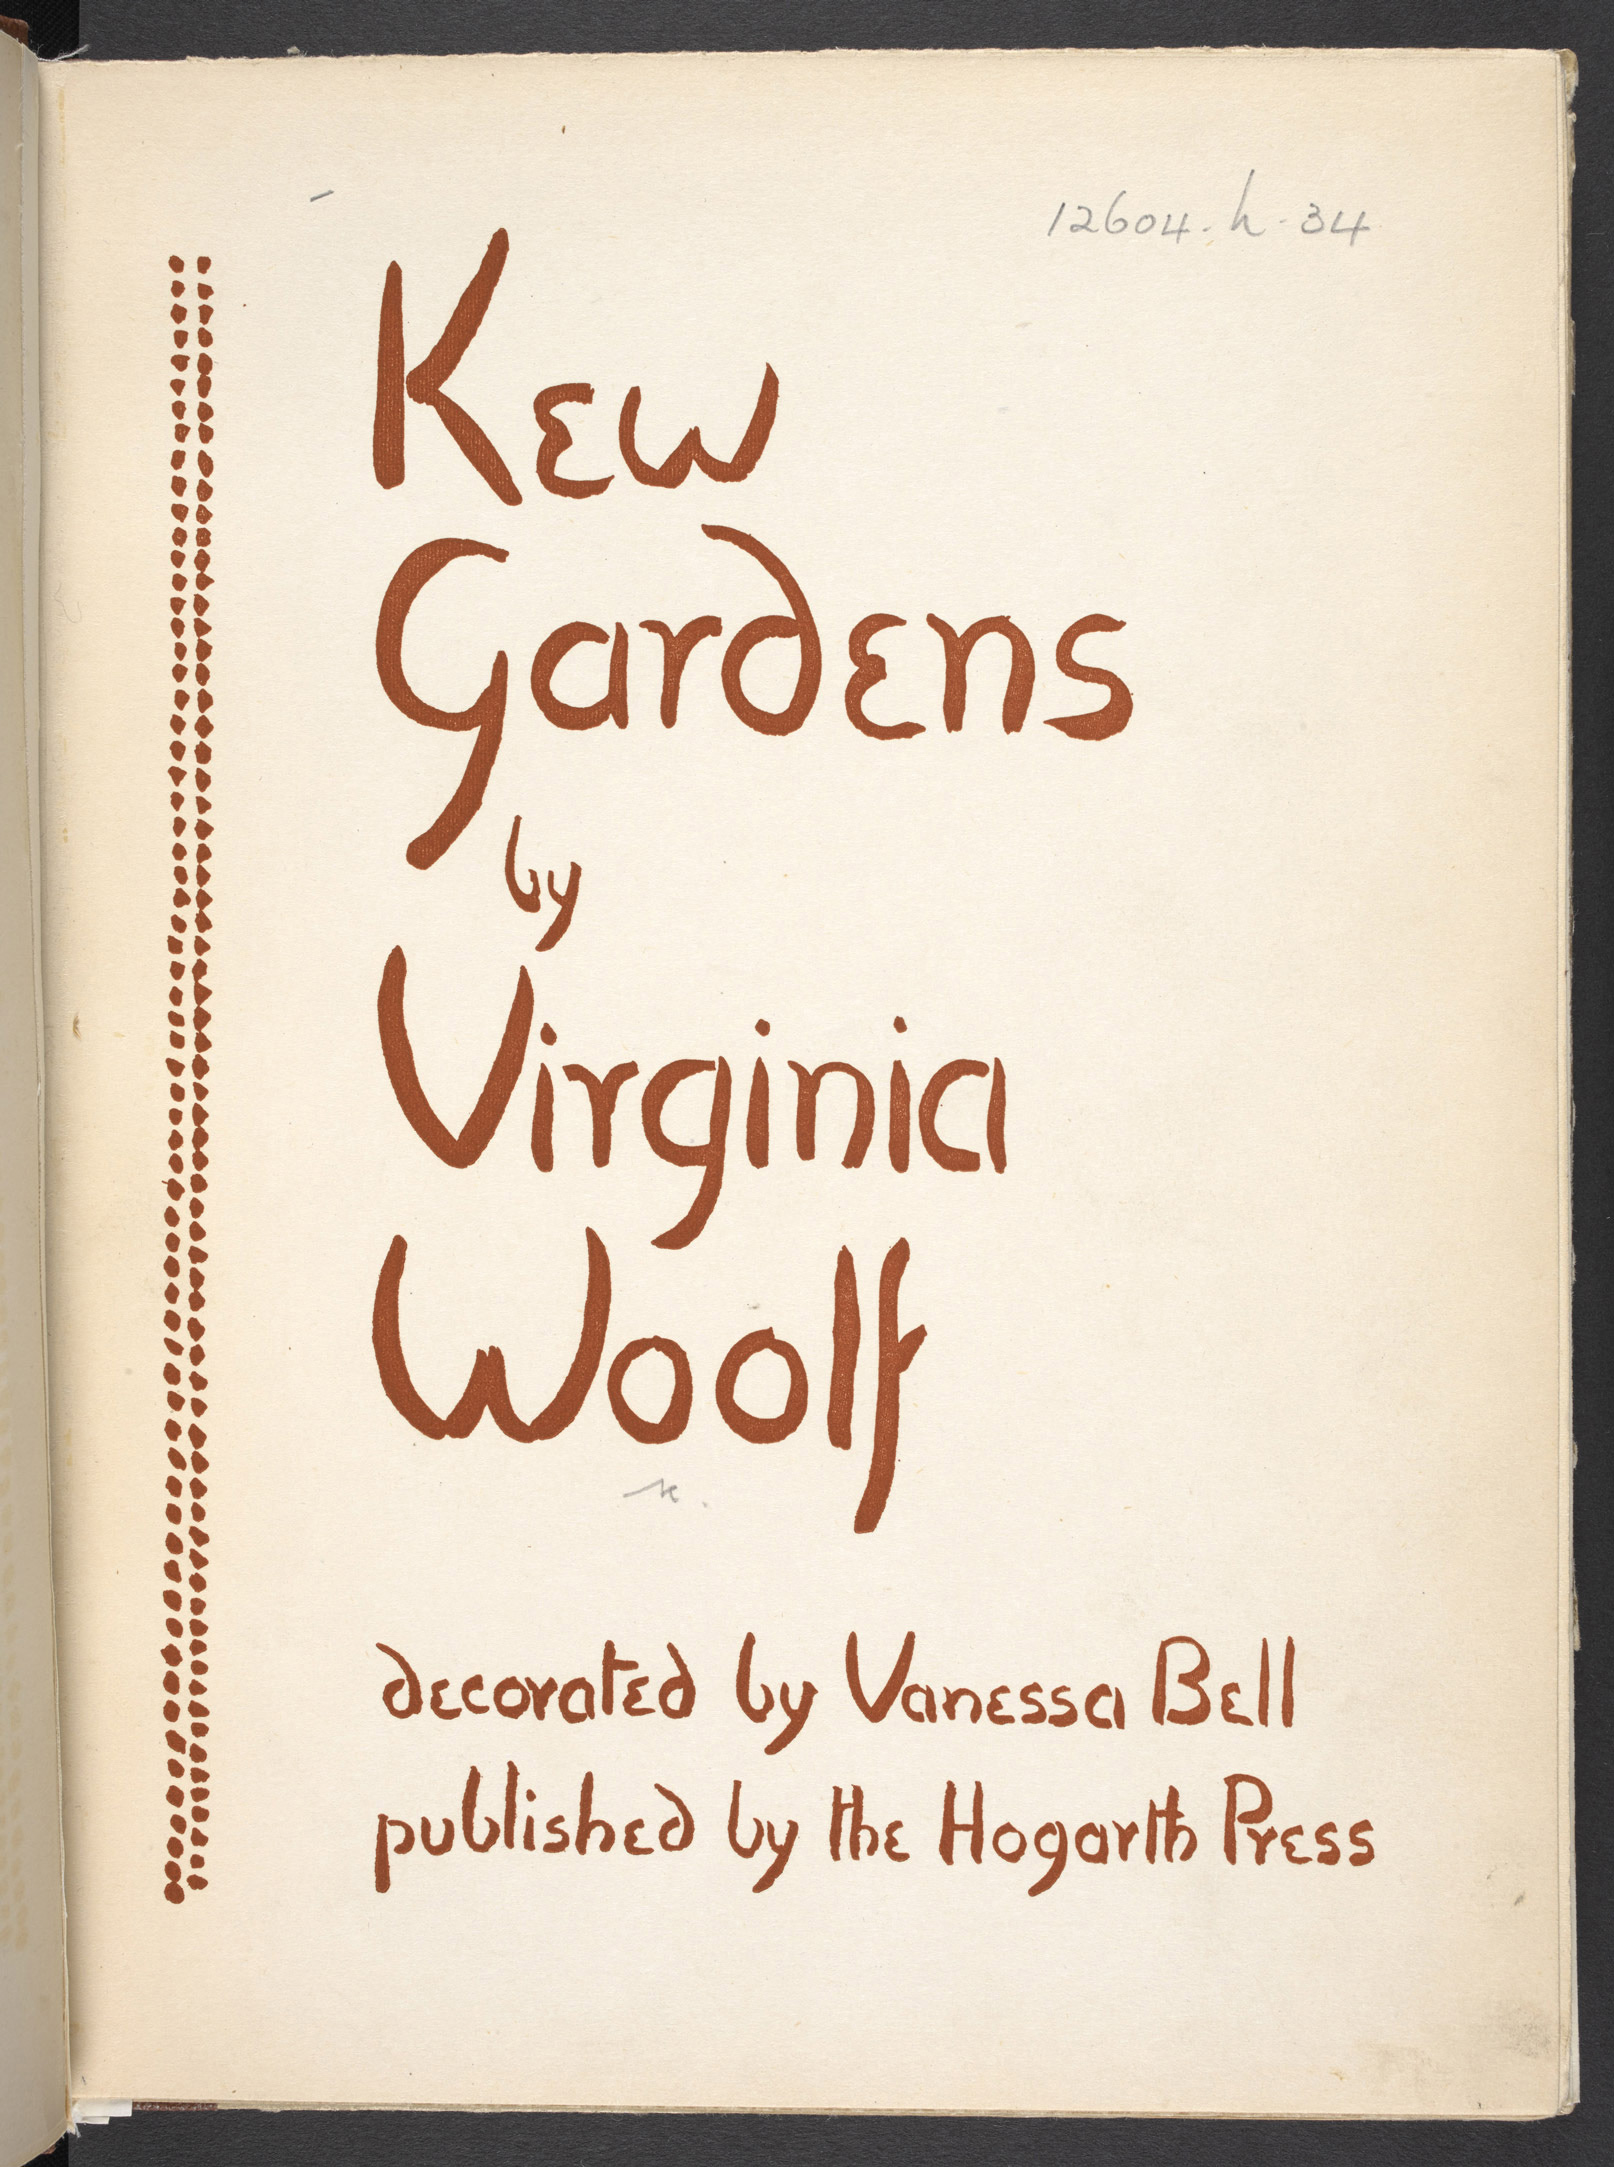 12604.h.34
Kew
Gardens
by
Virginia
Woolf
decorated by Vanessa Bell
published by the Hogarth Press